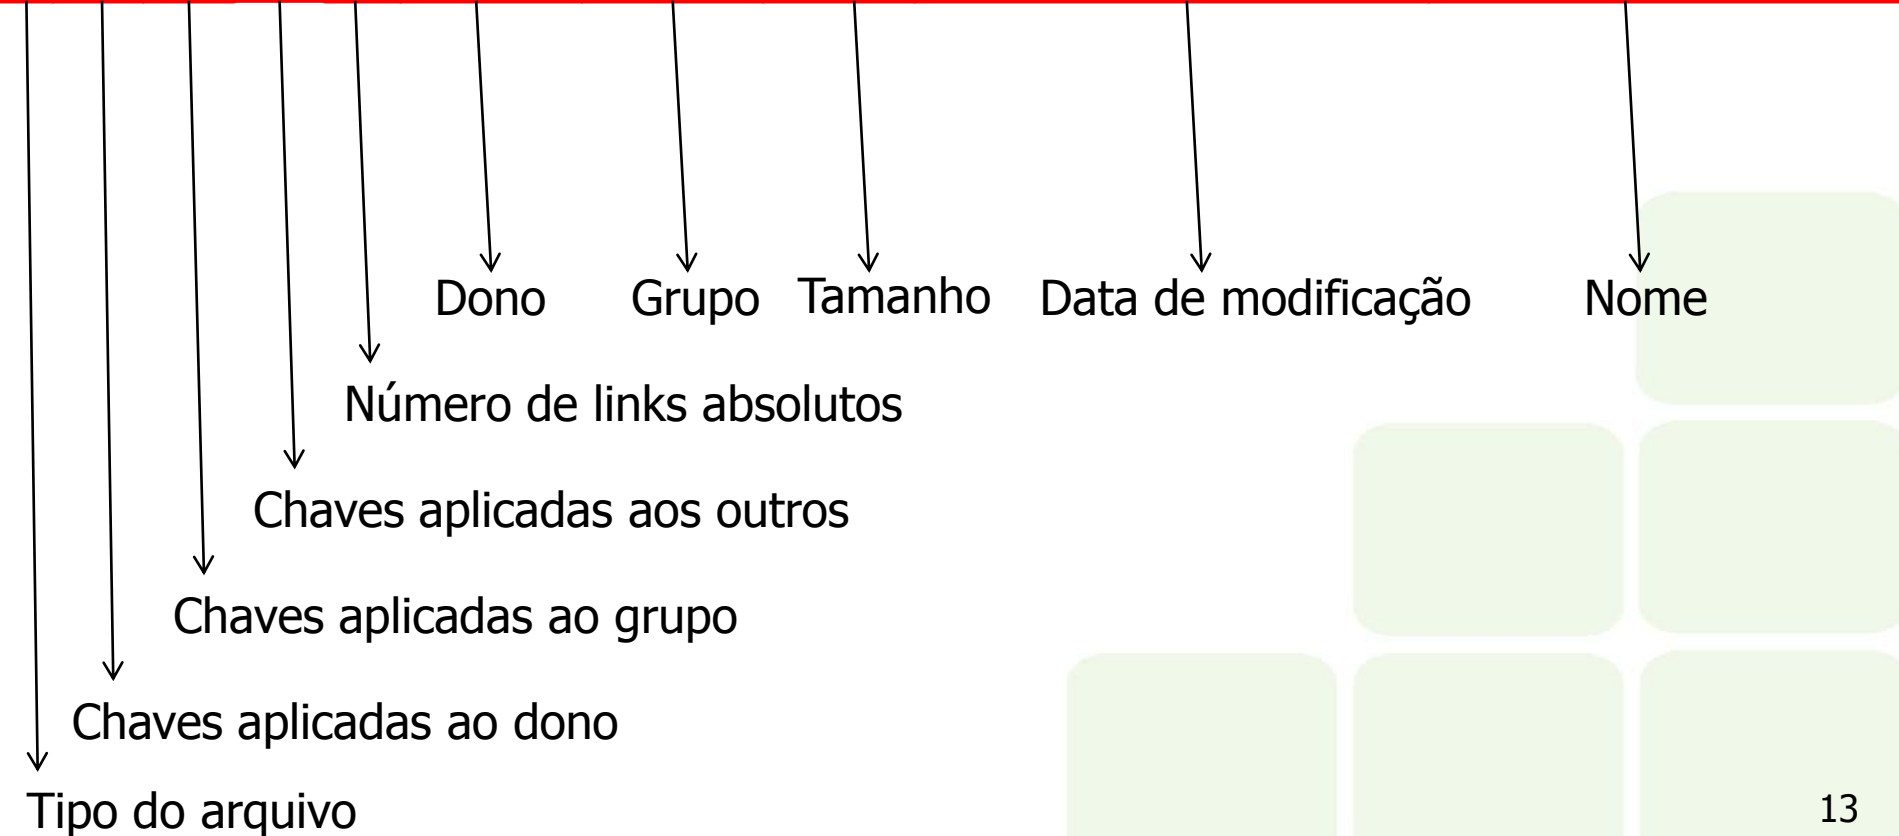 Dono Grupo Tamanho Data de modificação Nome
Número de links absolutos
Chaves aplicadas aos outros
Chaves aplicadas ao grupo
Chaves aplicadas ao dono
Tipo do arquivo
13